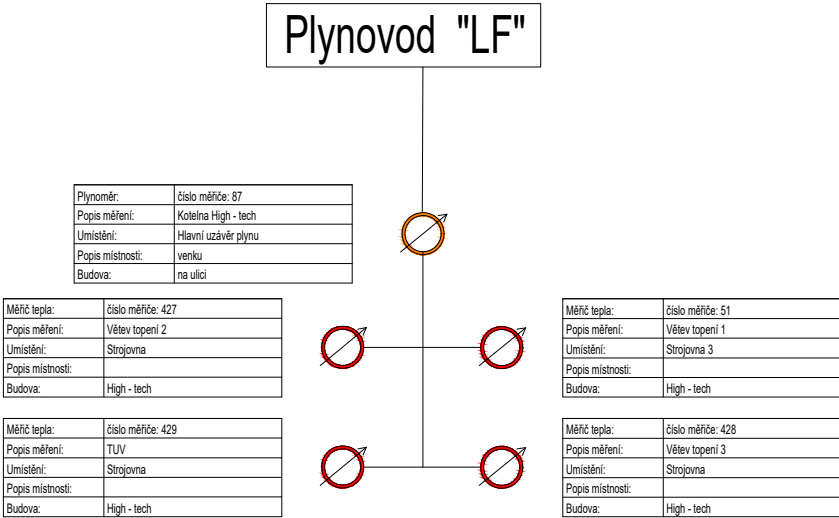 Plynovod "LF"
Plynoměr: číslo měřiče: 87
Popis měření: Kotelna High - tech
Umístění: Hlavní uzávěr plynu
Popis místnosti: venku
Budova: na ulici
Měřič tepla: číslo měřiče: 427
Popis měření: Větev topení 2
Umístění: Strojovna
Popis místnosti:
Budova: High - tech
Měřič tepla: číslo měřiče: 51
Popis měření: Větev topení 1
Umístění: Strojovna 3
Popis místnosti:
Budova: High - tech
Měřič tepla: číslo měřiče: 429
Popis měření: TUV
Umístění: Strojovna
Popis místnosti:
Budova: High - tech
Měřič tepla: číslo měřiče: 428
Popis měření: Větev topení 3
Umístění: Strojovna
Popis místnosti:
Budova: High - tech